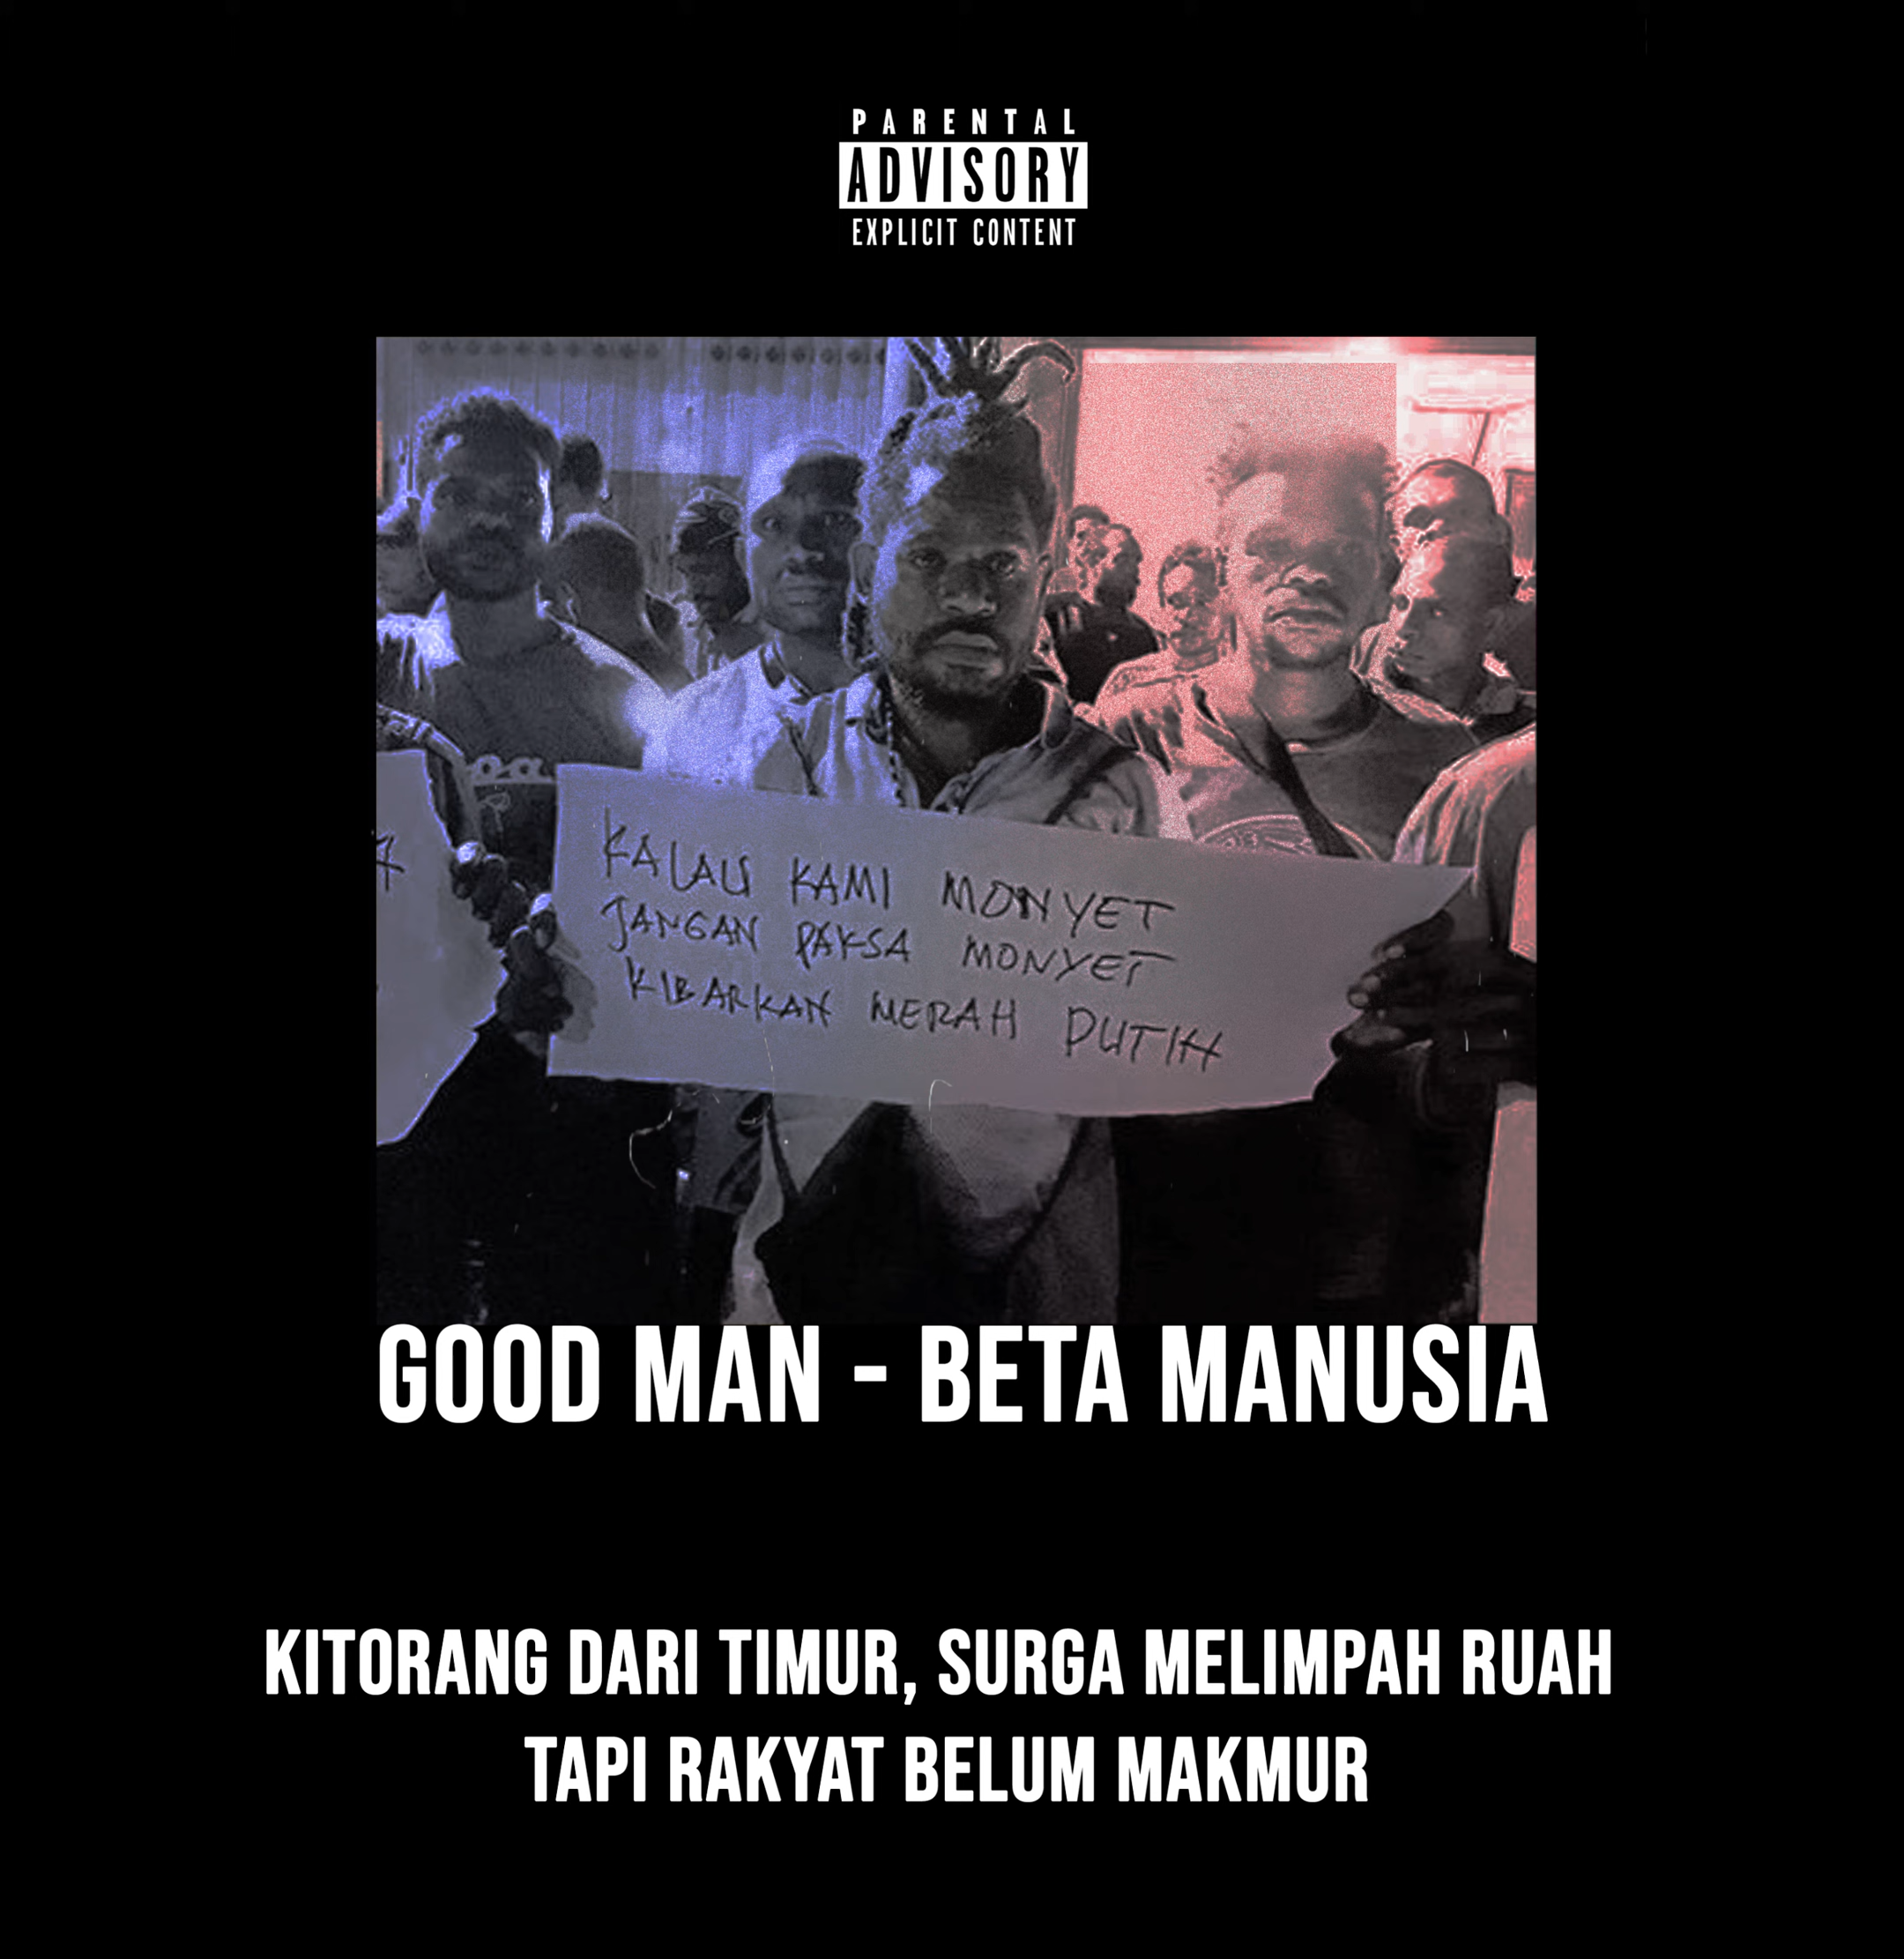 PARENTAL
ADVISORY
EXPLICIT CONTENT
KALAU KAMI MONYET
JANGAN PAKSA MONYET
KIBARKAN MERAH PUTIH
GOOD MAN - BETA MANUSIA
KITORANG DARI TIMUR, SURGA MELIMPAH RUAH
TAPI RAKYAT BELUM MAKMUR